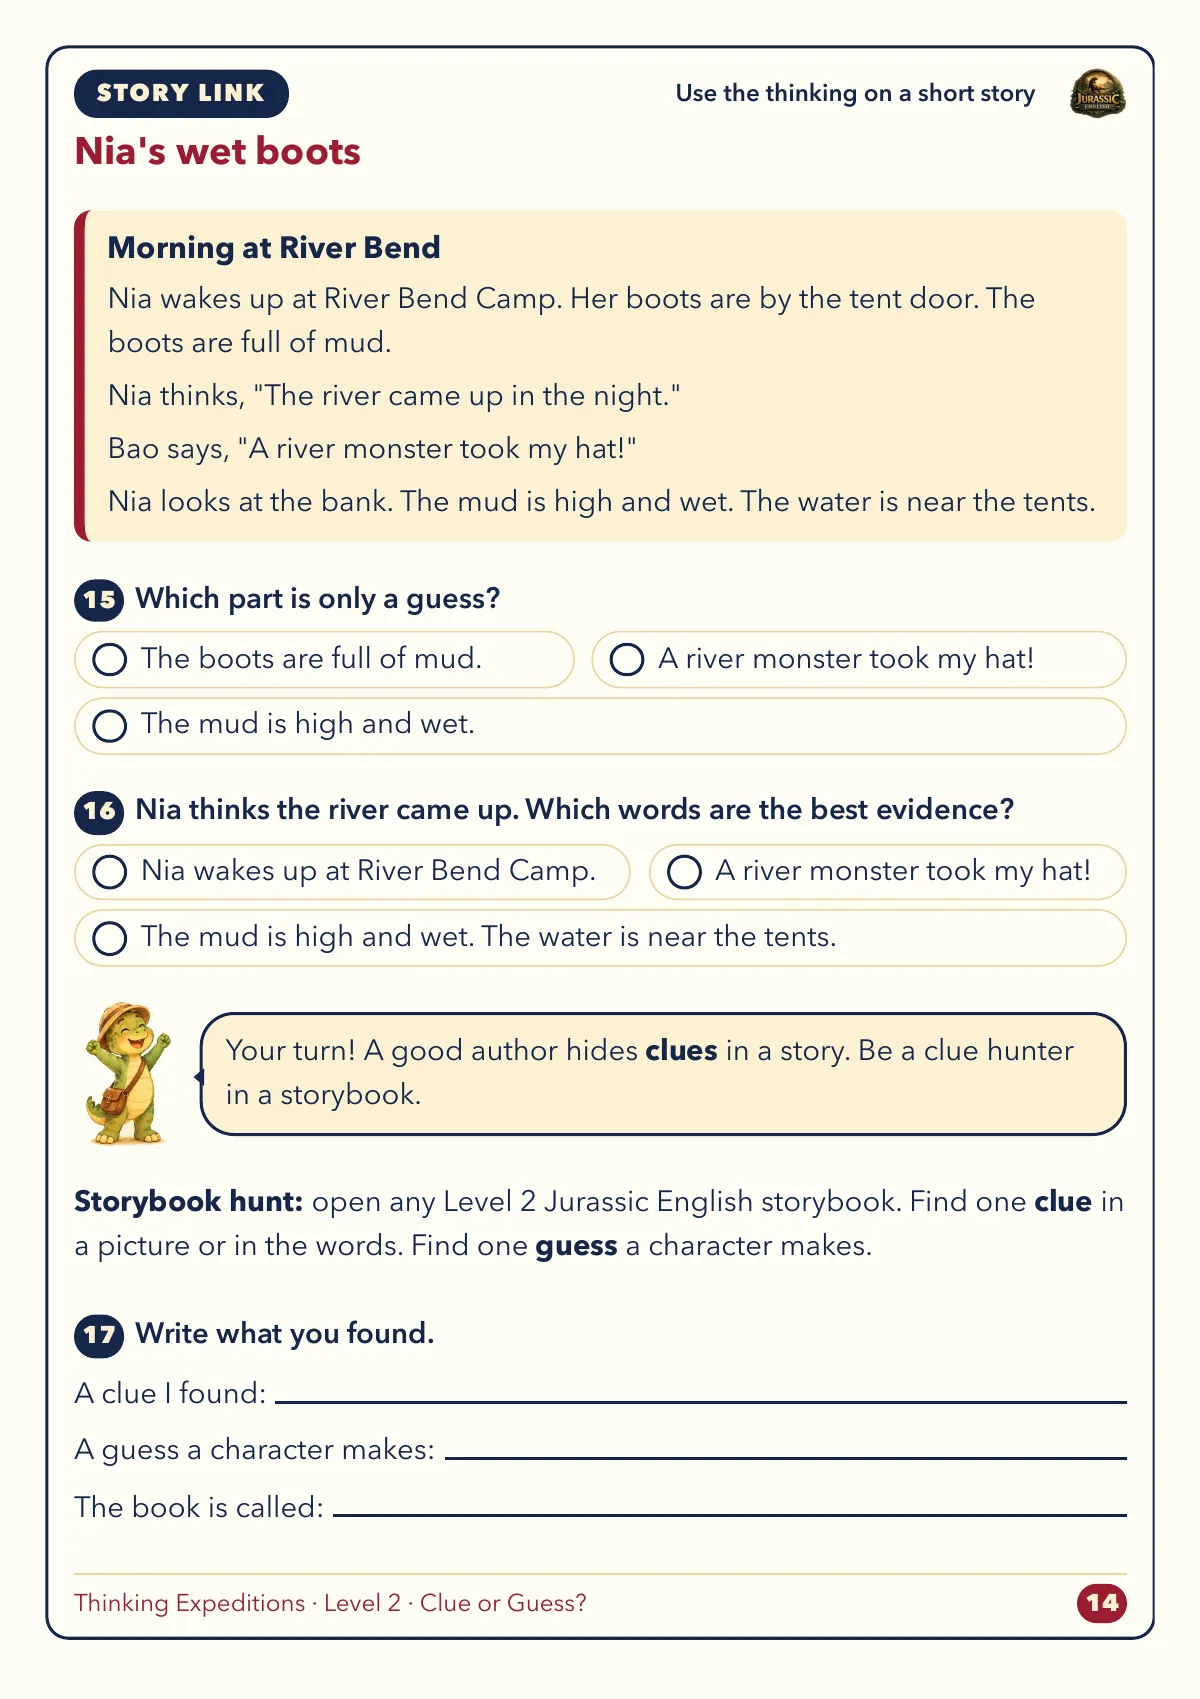 STORY LINK
Use the thinking on a short story
JURASSIC
ENGLISH
Nia's wet boots
Morning at River Bend
Nia wakes up at River Bend Camp. Her boots are by the tent door. The
boots are full of mud.
Nia thinks, "The river came up in the night."
Bao says, "A river monster took my hat!"
Nia looks at the bank. The mud is high and wet. The water is near the tents.
15 Which part is only a guess?
The boots are full of mud.
A river monster took my hat!
The mud is high and wet.
16 Nia thinks the river came up. Which words are the best evidence?
Nia wakes up at River Bend Camp.
A river monster took my hat!
The mud is high and wet. The water is near the tents.
Your turn! A good author hides clues in a story. Be a clue hunter
in a storybook.
Storybook hunt: open any Level 2 Jurassic English storybook. Find one clue in
a picture or in the words. Find one guess a character makes.
17 Write what you found.
A clue I found:
A guess a character makes:
The book is called:
Thinking Expeditions · Level 2 · Clue or Guess?
14